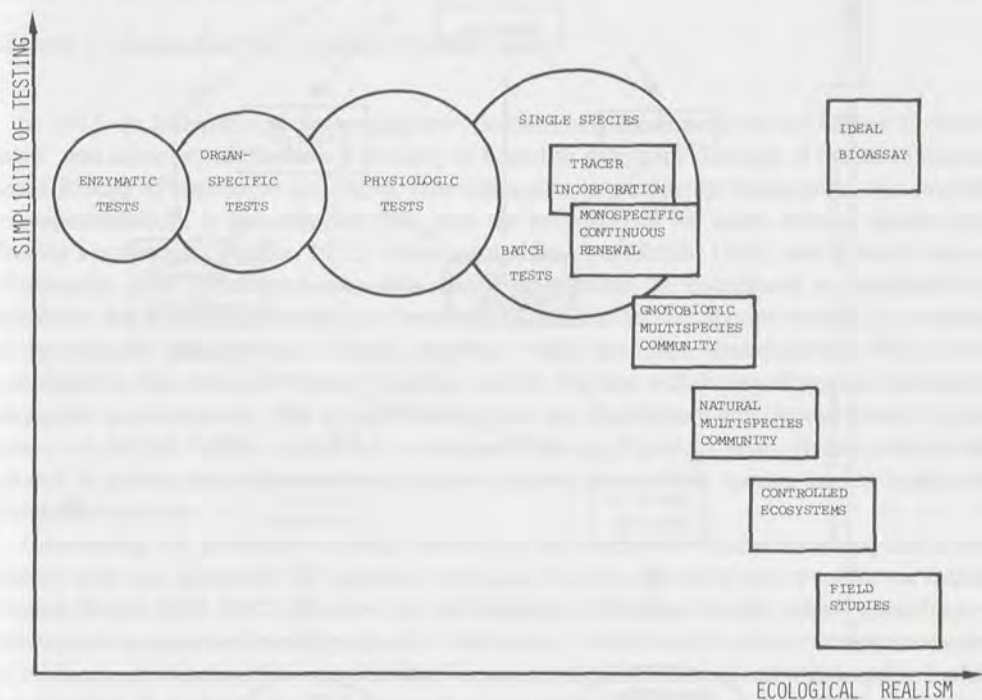 SIMPLICITY OF TESTING
ENZYMATIC
TESTS
ORGAN-
SPECIFIC
TESTS
PHYSIOLOGIC
TESTS
SINGLE SPECIES
BATCH
TESTS
TRACER
INCORPORATION
MONOSPECIFIC
CONTINUOUS
RENEWAL
GNOTOBIOTIC
MULTISPECIES
COMMUNITY
NATURAL
MULTISPECIES
COMMUNITY
CONTROLLED
ECOSYSTEMS
FIELD
STUDIES
IDEAL
BIOASSAY
ECOLOGICAL REALISM